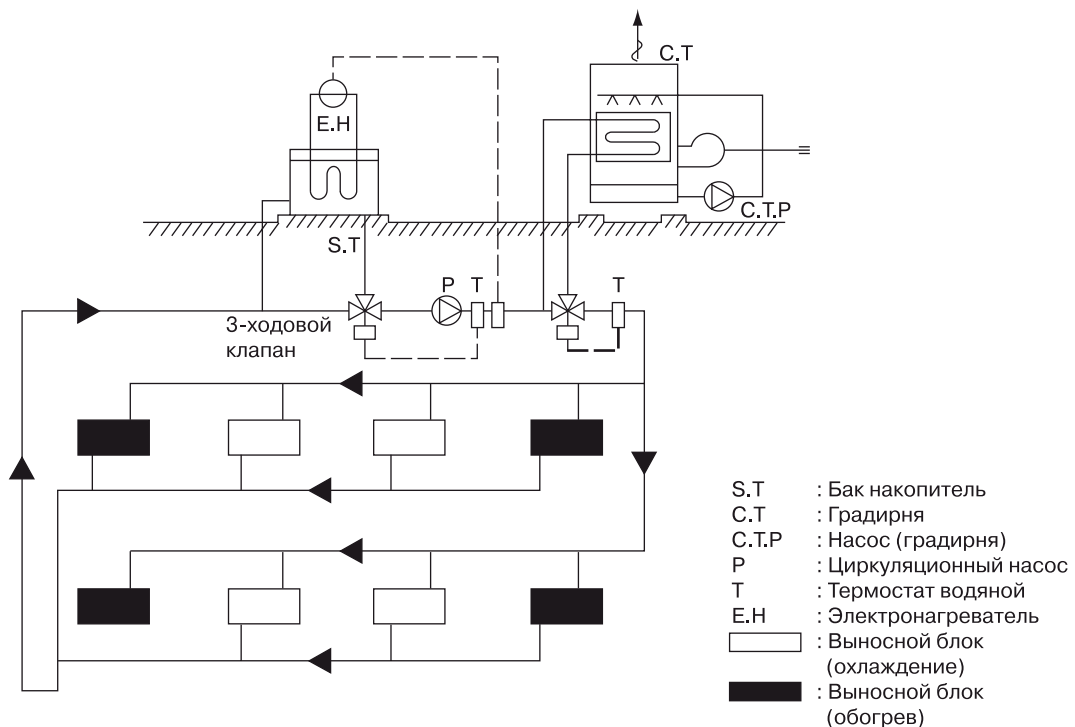 C.T
E.H
C.T.P
S.T
P
T
T
3-ходовой
клапан
S.T : Бак накопитель
C.T : Градирня
C.T.P : Насос (градирня)
P : Циркуляционный насос
T : Термостат водяной
E.H : Электронагреватель
: Выносной блок
(охлаждение)
: Выносной блок
(обогрев)